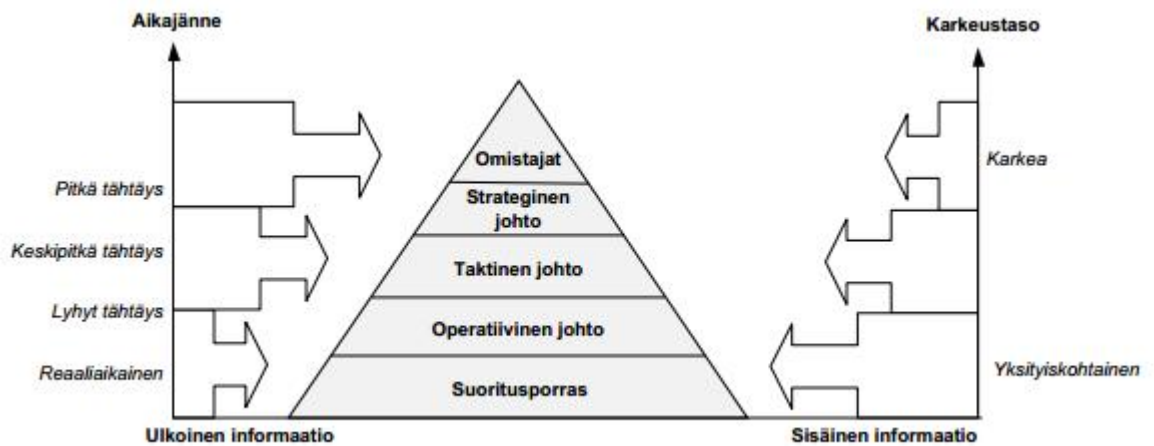 Aikajänne
Karkeustaso
Omistajat
Karkea
Pitkä tähtäys
Strateginen
johto
Keskipitkä tähtäys
Taktinen johto
Lyhyt tähtäys
Operatiivinen johto
Reaaliaikainen
Yksityiskohtainen
Suoritusporras
Ulkoinen informaatio
Sisäinen informaatio